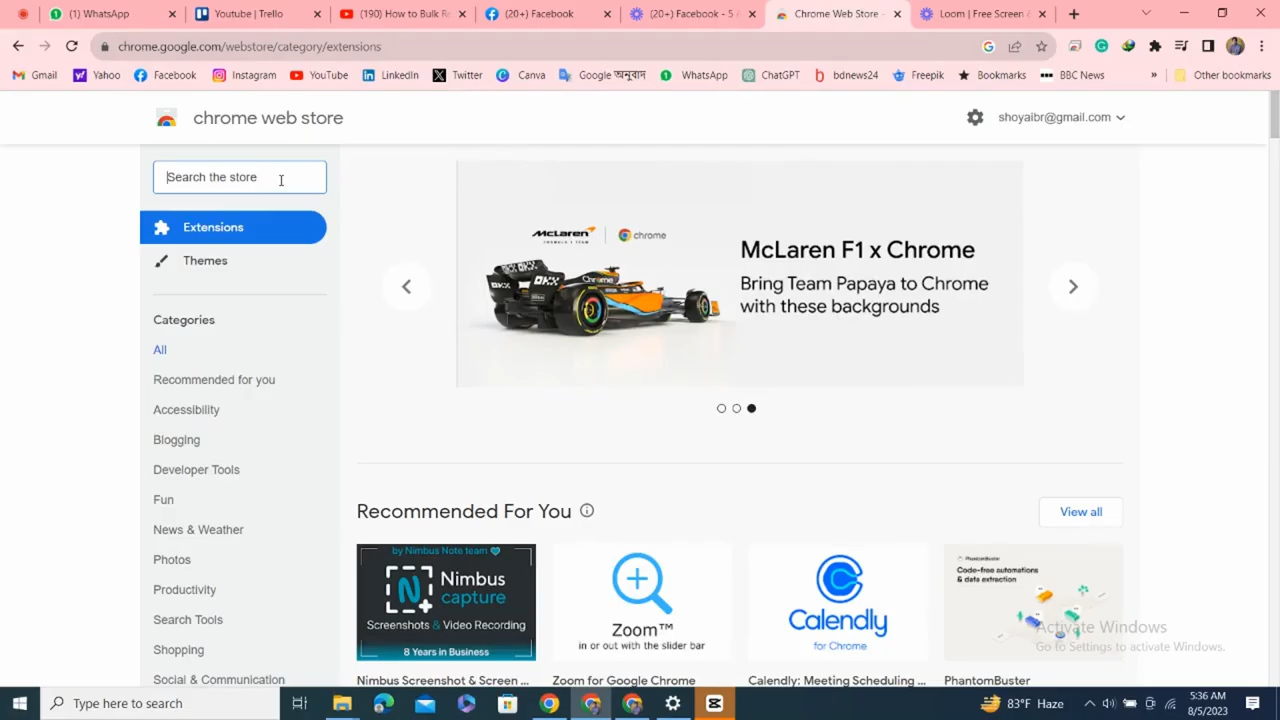 (1) WhatsApp
Youtube | Trello
(190) How to Bulk Re
(20+) Facebook
(20+) Facebook - 5 A
Chrome Web Store -
Loom | Free Screen &
chrome.google.com/webstore/category/extensions
Gmail
Yahoo
Facebook
Instagram
YouTube
LinkedIn
Twitter
Canva
Google অনুবাদ
WhatsApp
ChatGPT
bdnews24
Freepik
Bookmarks
BBC News
»
Other bookmarks
chrome web store
shoyaibr@gmail.com
Search the store
Extensions
Themes
Categories
All
Recommended for you
Accessibility
Blogging
Developer Tools
Fun
News & Weather
Photos
Productivity
Search Tools
Shopping
Social & Communication
McLaren
FORMULA 1 TEAM
chrome
McLaren F1 x Chrome
Bring Team Papaya to Chrome
with these backgrounds
Recommended For You
View all
by Nimbus Note team
Nimbus
capture
Screenshots & Video Recording
8 Years in Business
Nimbus Screenshot & Screen ...
Zoom™
in or out with the slider bar
Zoom for Google Chrome
Calendly
for Chrome
Calendly: Meeting Scheduling ...
PhantomBuster
Code-free automations
& data extraction
PhantomBuster
Activate Windows
Go to Settings to activate Windows.
Type here to search
83°F Haze
5:36 AM
8/5/2023